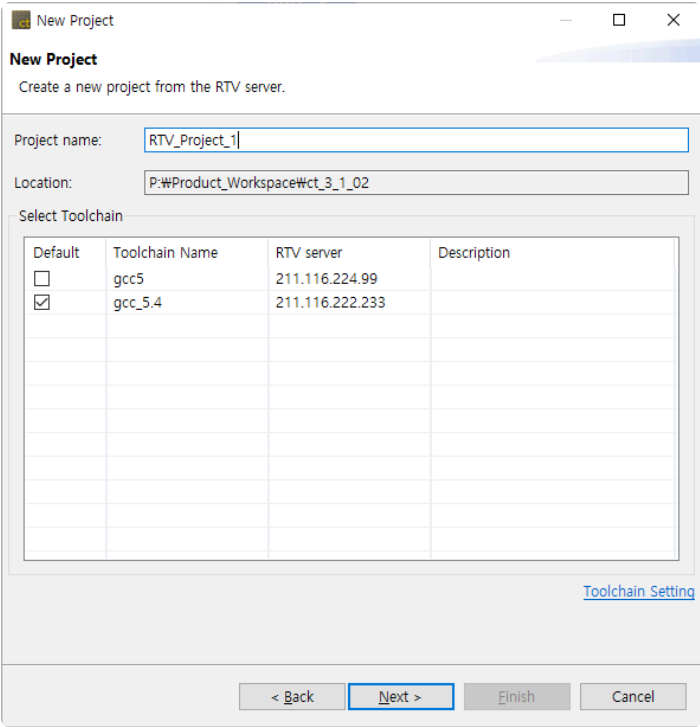 ct New Project
New Project
Create a new project from the RTV server.
Project name: RTV_Project_1
Location: P:₩Product_Workspace₩ct_3_1_02
Select Toolchain
Default Toolchain Name RTV server Description
gcc5 211.116.224.99
gcc_5.4 211.116.222.233
Toolchain Setting
< Back Next > Finish Cancel